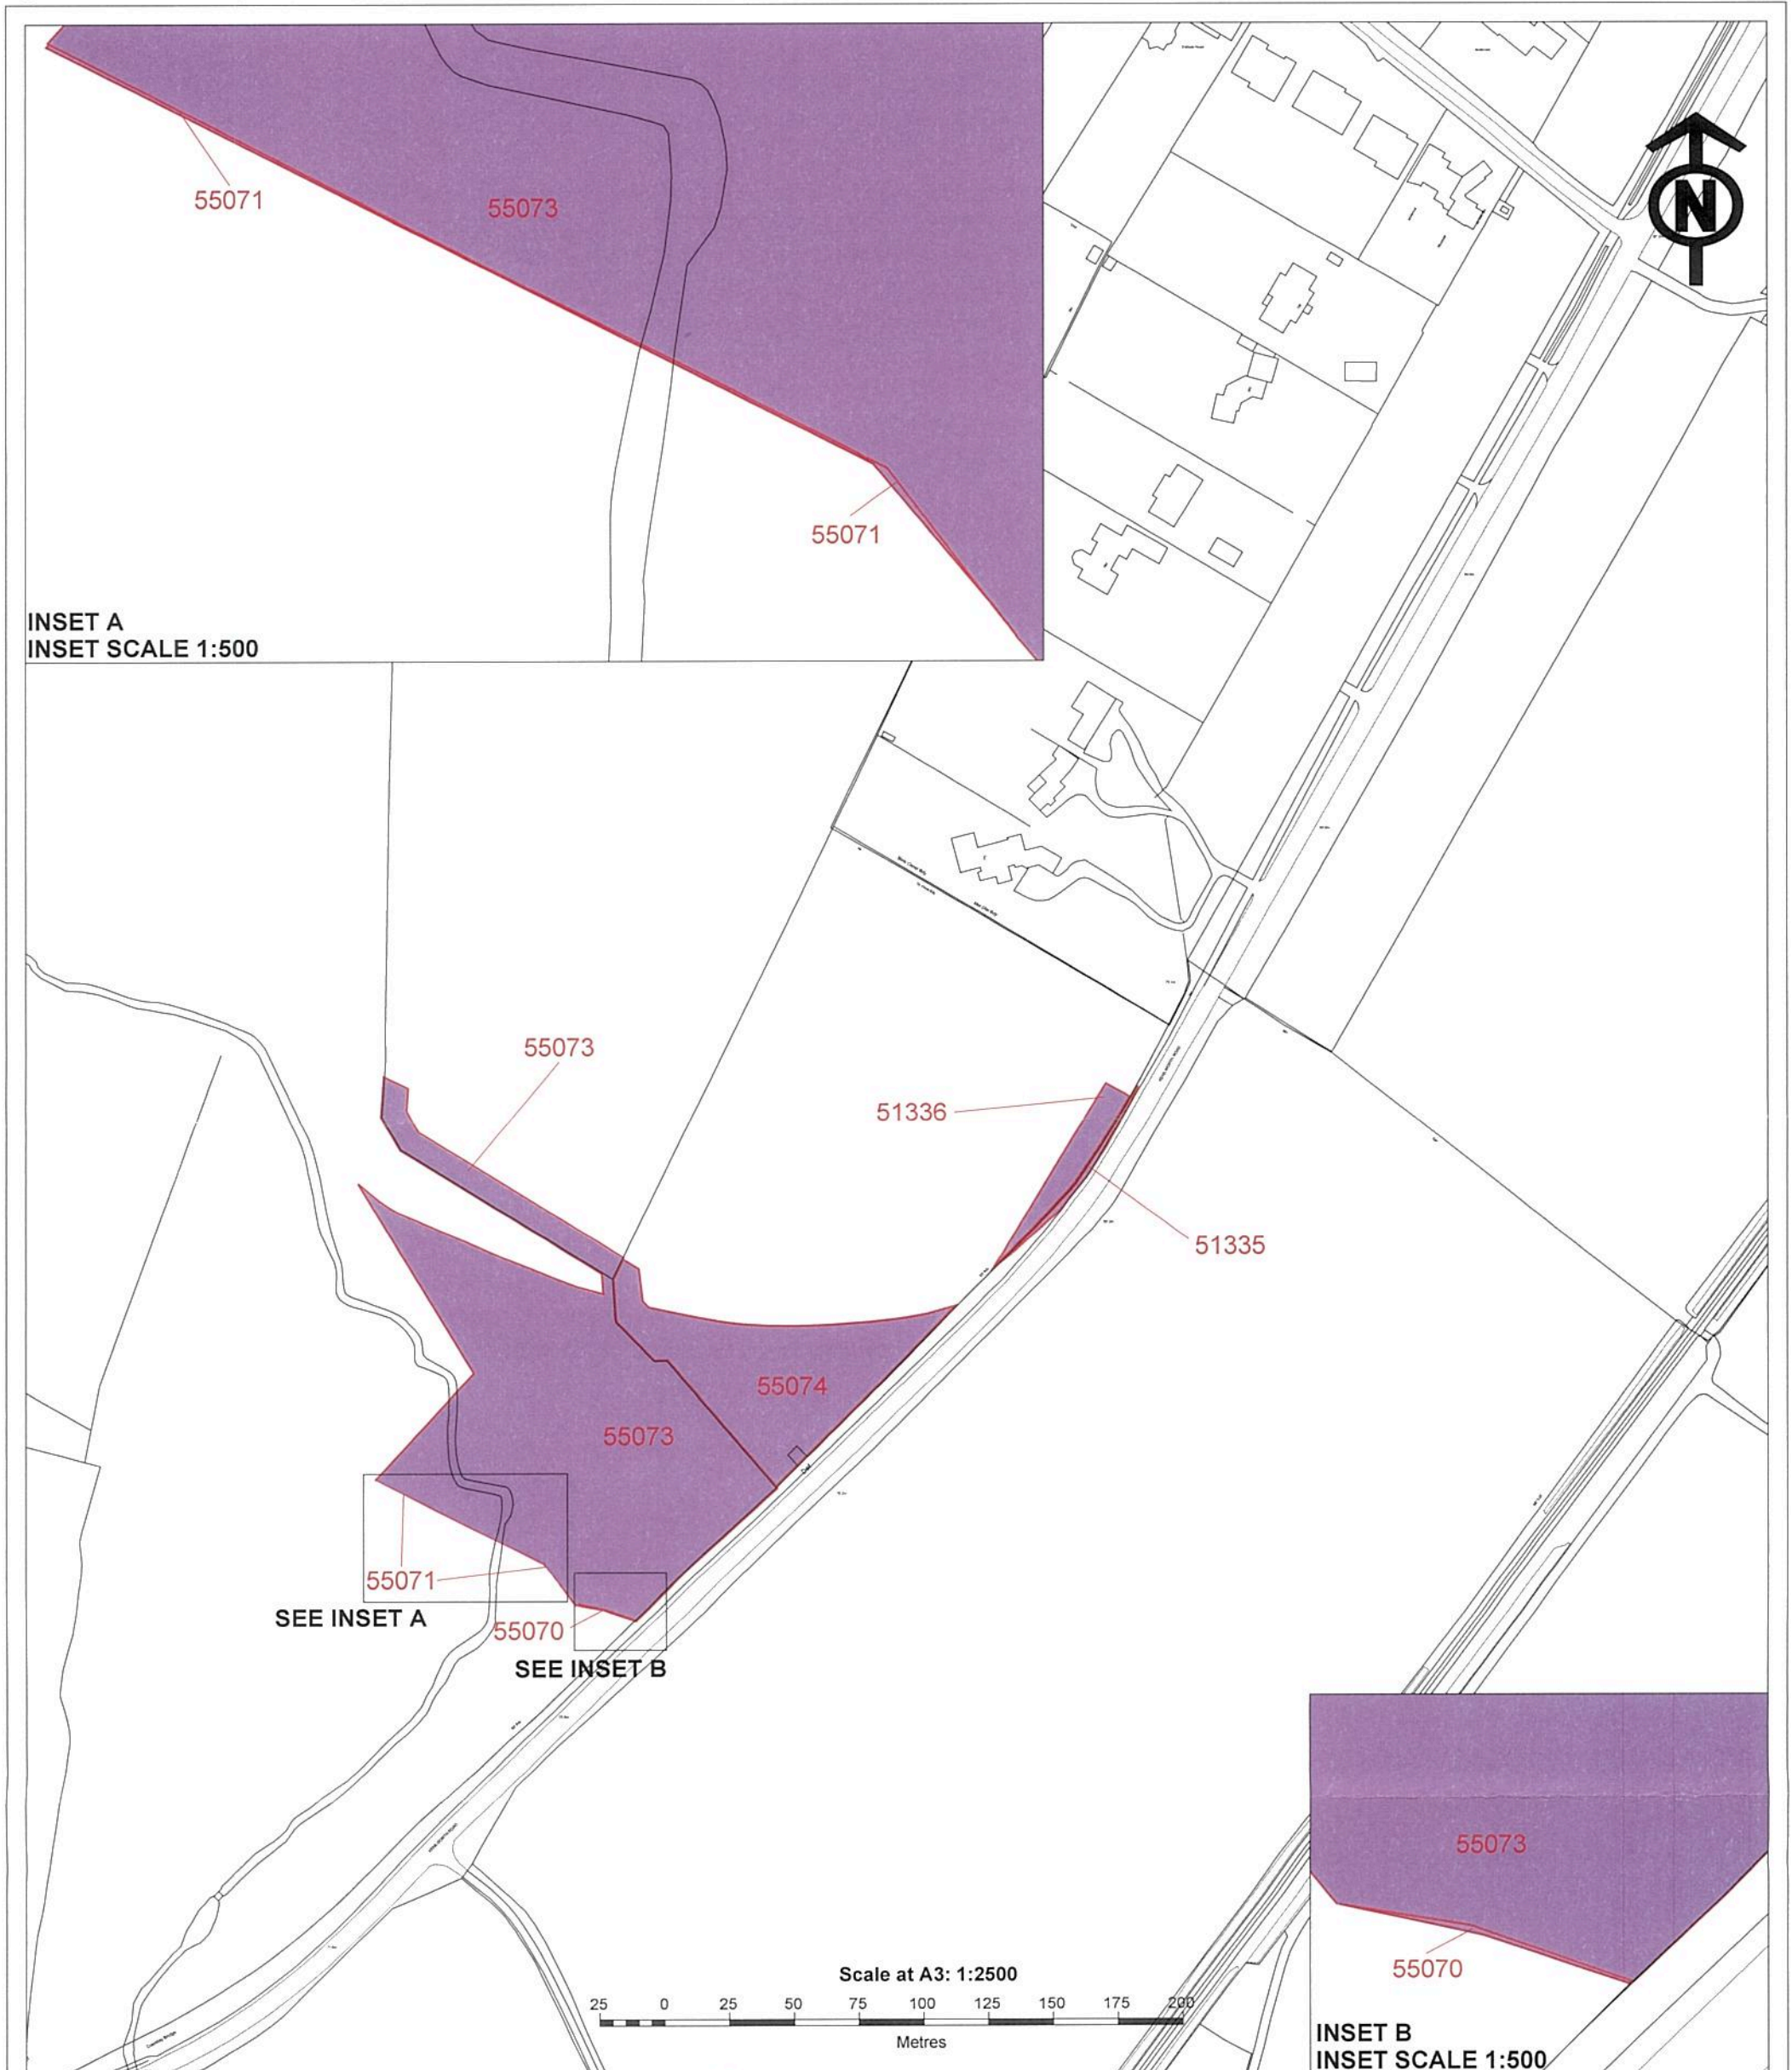 N
55071
55073
55071
INSET A
INSET SCALE 1:500
55073
51336
51335
55074
55073
55071
SEE INSET A
55070
SEE INSET B
55073
55070
INSET B
INSET SCALE 1:500
Scale at A3: 1:2500
25 0 25 50 75 100 125 150 175 200
Metres